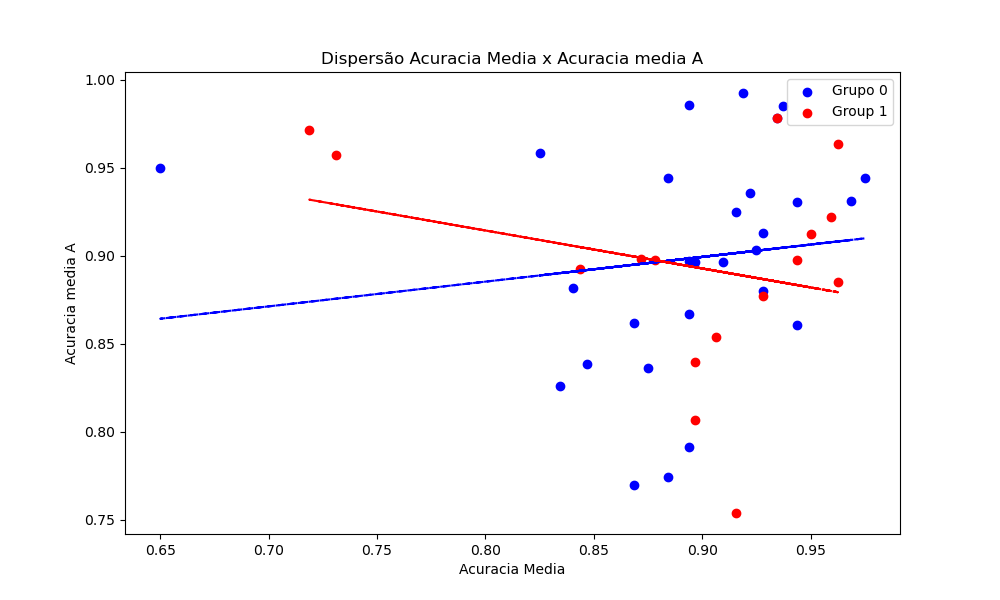 Dispersão Acuracia Media x Acuracia media A
Grupo 0
Group 1
Acuracia media A
1.00
0.95
0.90
0.85
0.80
0.75
0.65 0.70 0.75 0.80 0.85 0.90 0.95
Acuracia Media